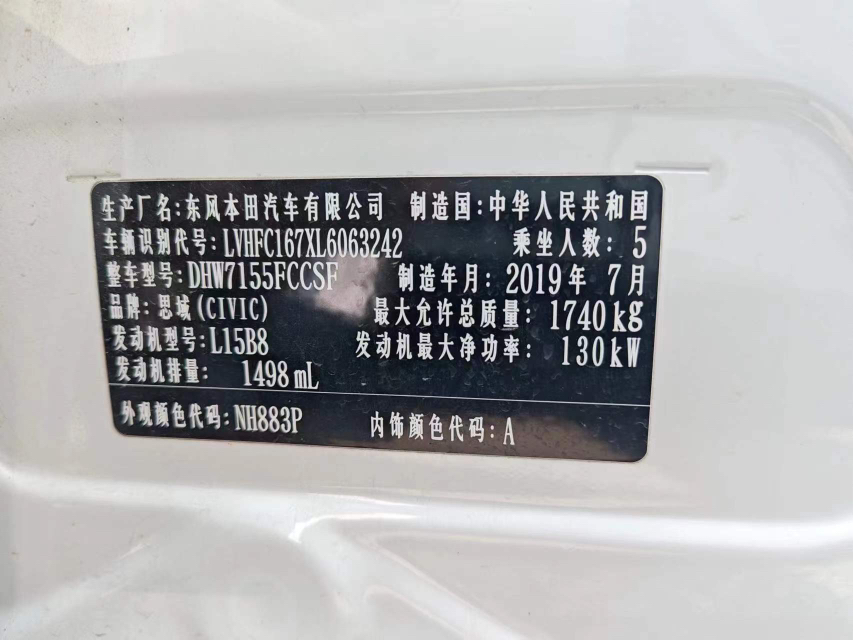 生产厂名:东风本田汽车有限公司 制造国:中华人民共和国
车辆识别代号:LVHFC167XL6063242 乘坐人数: 5
整车型号:DHW7155FCCSF 制造年月: 2019年 7月
品牌: 思域(CIVIC) 最大允许总质量: 1740kg
发动机型号:L15B8 发动机最大净功率: 130kW
发动机排量: 1498mL
外观颜色代码:NH883P 内饰颜色代码:A